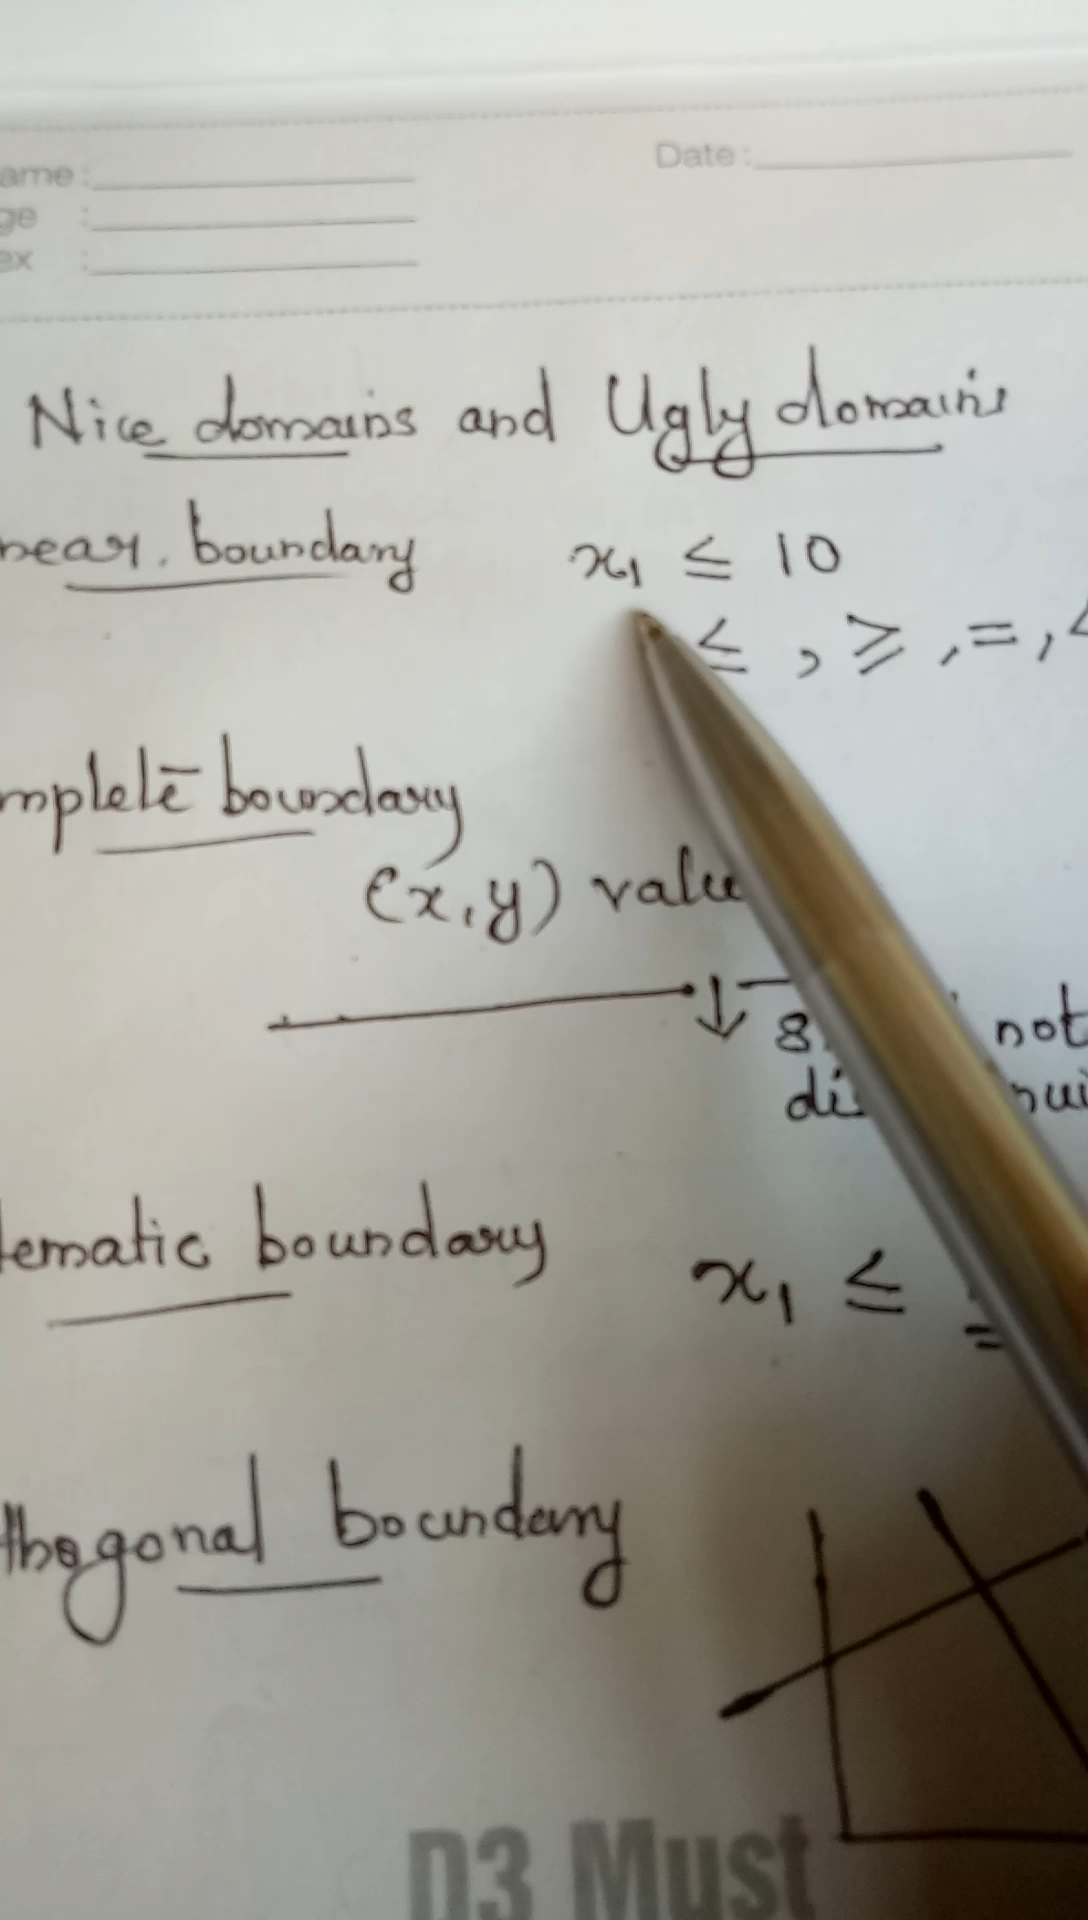 ame :
Date :
ge :
ex :
Nice domains and Ugly domains
near boundary x₁ ≤ 10
≤ , ≥ , = , <
mplete boundary
(x, y) value
not
tematic boundary x₁ ≤
thogonal boundary
D3 Must